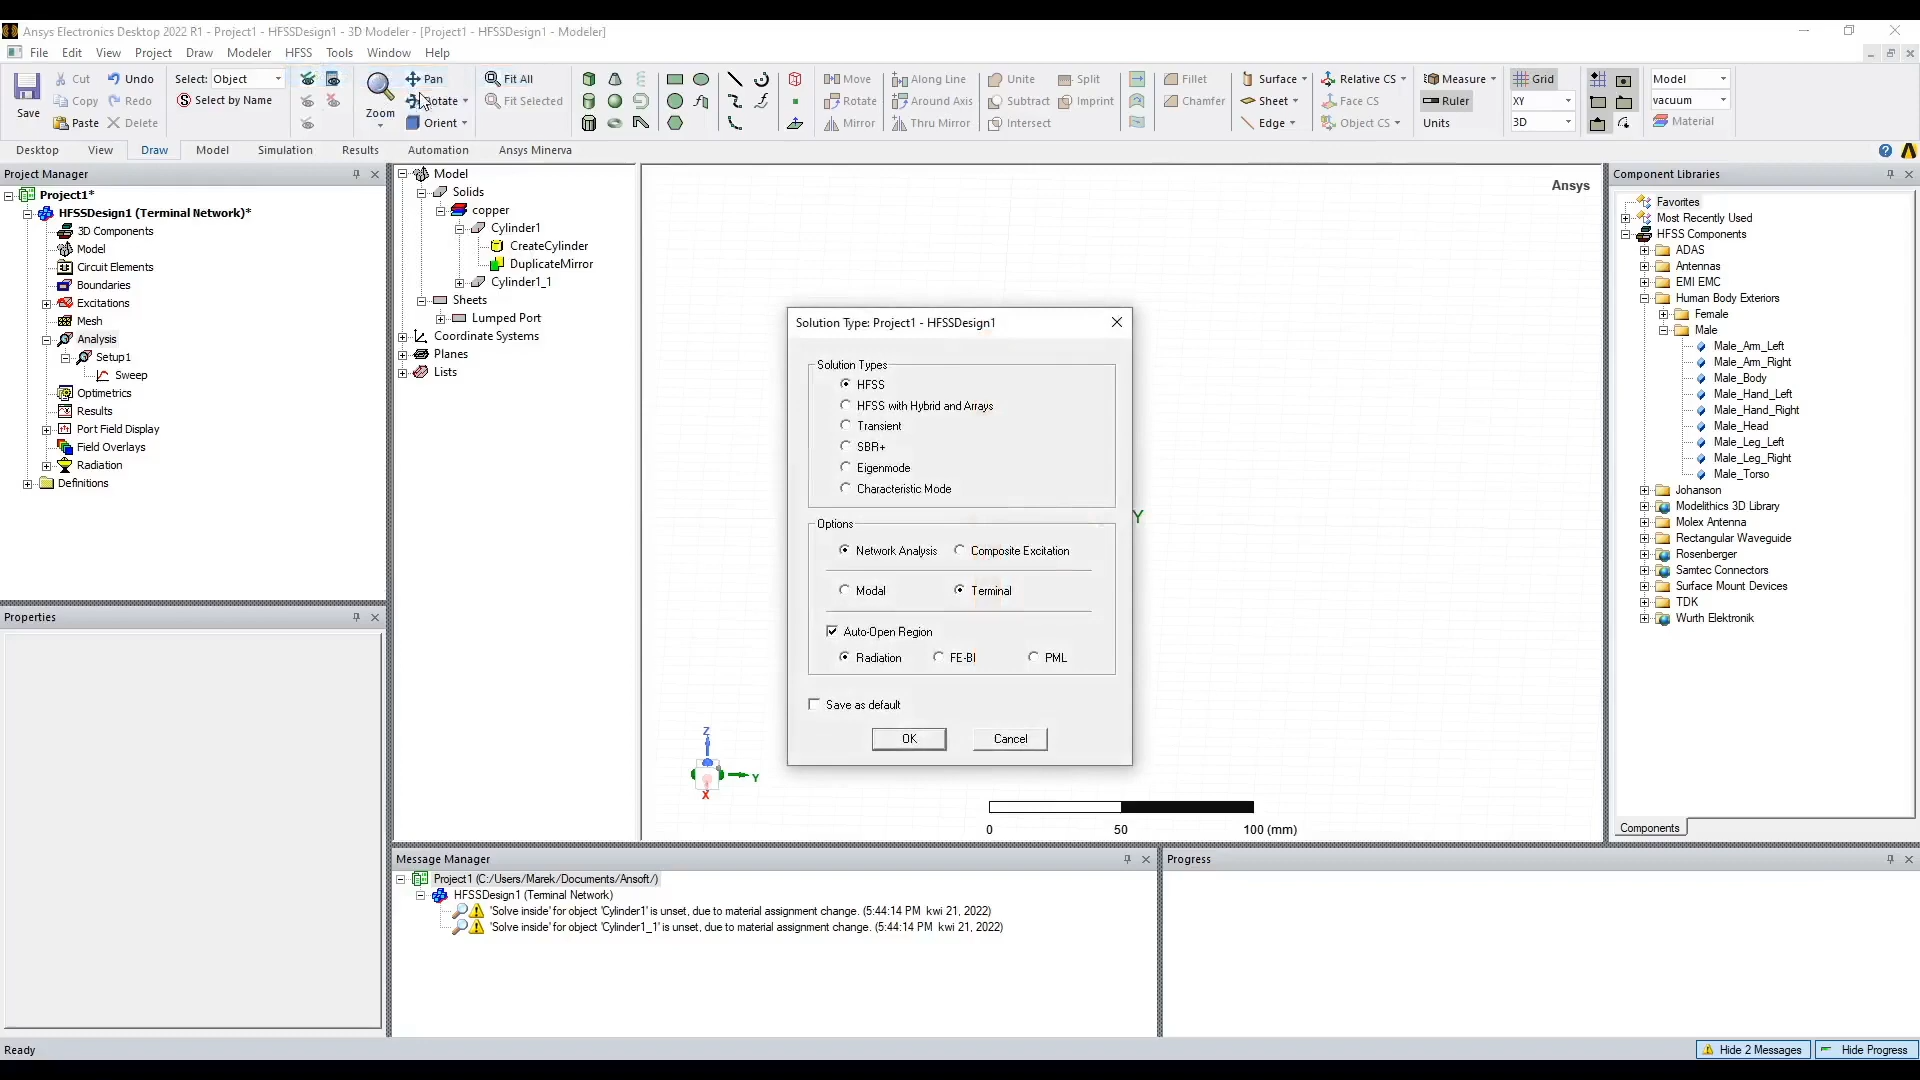 Ansys Electronics Desktop 2022 R1 - Project1 - HFSSDesign1 - 3D Modeler - [Project1 - HFSSDesign1 - Modeler]
File Edit View Project Draw Modeler HFSS Tools Window Help
Save
Cut Undo
Copy Redo
Paste Delete
Select: Object
Select by Name
Zoom
Pan
Rotate
Orient
Fit All
Fit Selected
Move Along Line
Rotate Around Axis
Mirror Thru Mirror
Unite Split
Subtract Imprint
Intersect
Fillet
Chamfer
Surface
Sheet
Edge
Relative CS
Face CS
Object CS
Measure
Ruler
Units
Grid
XY
3D
Model
vacuum
Material
Desktop View Draw Model Simulation Results Automation Ansys Minerva
Project Manager
Project1*
HFSSDesign1 (Terminal Network)*
3D Components
Model
Circuit Elements
Boundaries
Excitations
Mesh
Analysis
Setup1
Sweep
Optimetrics
Results
Port Field Display
Field Overlays
Radiation
Definitions
Properties
Model
Solids
copper
Cylinder1
CreateCylinder
DuplicateMirror
Cylinder1_1
Sheets
Lumped Port
Coordinate Systems
Planes
Lists
Ansys
Solution Type: Project1 - HFSSDesign1
Solution Types
HFSS
HFSS with Hybrid and Arrays
Transient
SBR+
Eigenmode
Characteristic Mode
Options
Network Analysis Composite Excitation
Modal Terminal
Auto-Open Region
Radiation FE-BI PML
Save as default
OK Cancel
Y
Z
Y
X
0 50 100 (mm)
Component Libraries
Favorites
Most Recently Used
HFSS Components
ADAS
Antennas
EMI EMC
Human Body Exteriors
Female
Male
Male_Arm_Left
Male_Arm_Right
Male_Body
Male_Hand_Left
Male_Hand_Right
Male_Head
Male_Leg_Left
Male_Leg_Right
Male_Torso
Johanson
Modelithics 3D Library
Molex Antenna
Rectangular Waveguide
Rosenberger
Samtec Connectors
Surface Mount Devices
TDK
Wurth Elektronik
Components
Message Manager
Project1 (C:/Users/Marek/Documents/Ansoft/)
HFSSDesign1 (Terminal Network)
'Solve inside' for object 'Cylinder1' is unset, due to material assignment change. (5:44:14 PM kwi 21, 2022)
'Solve inside' for object 'Cylinder1_1' is unset, due to material assignment change. (5:44:14 PM kwi 21, 2022)
Progress
Ready
Hide 2 Messages Hide Progress